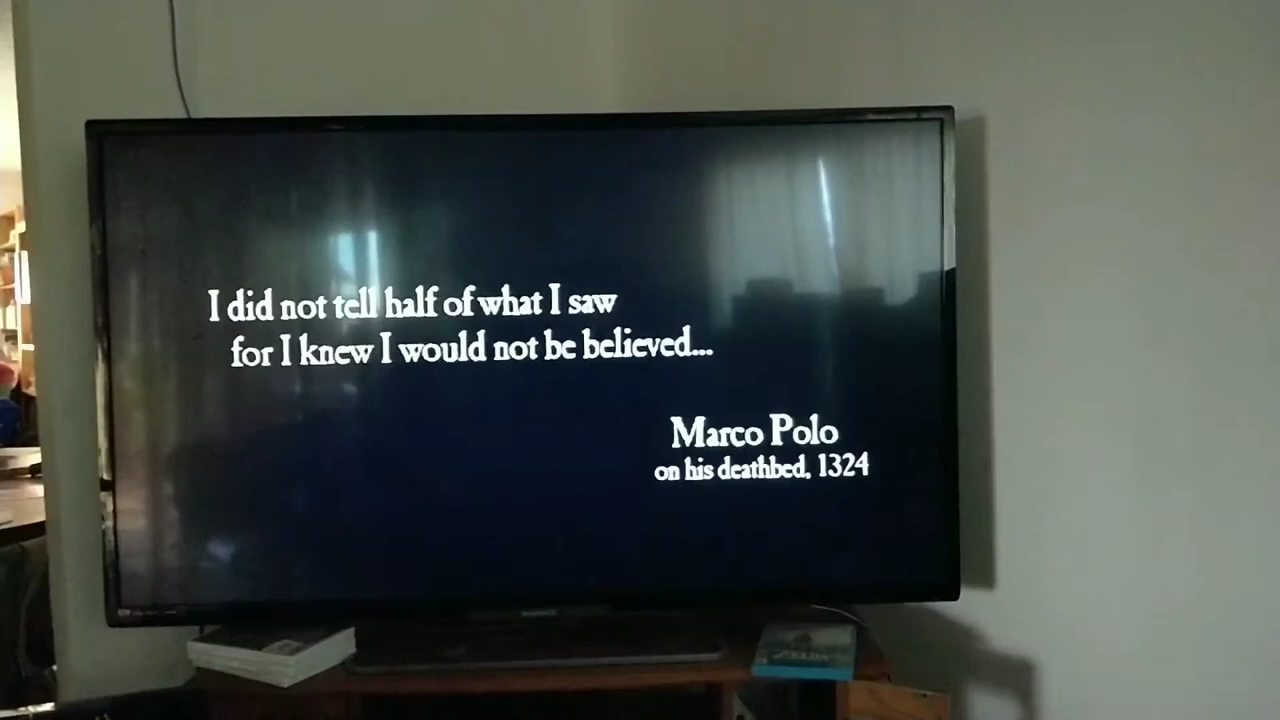 I did not tell half of what I saw
for I knew I would not be believed...
Marco Polo
on his deathbed, 1324
ZELDA